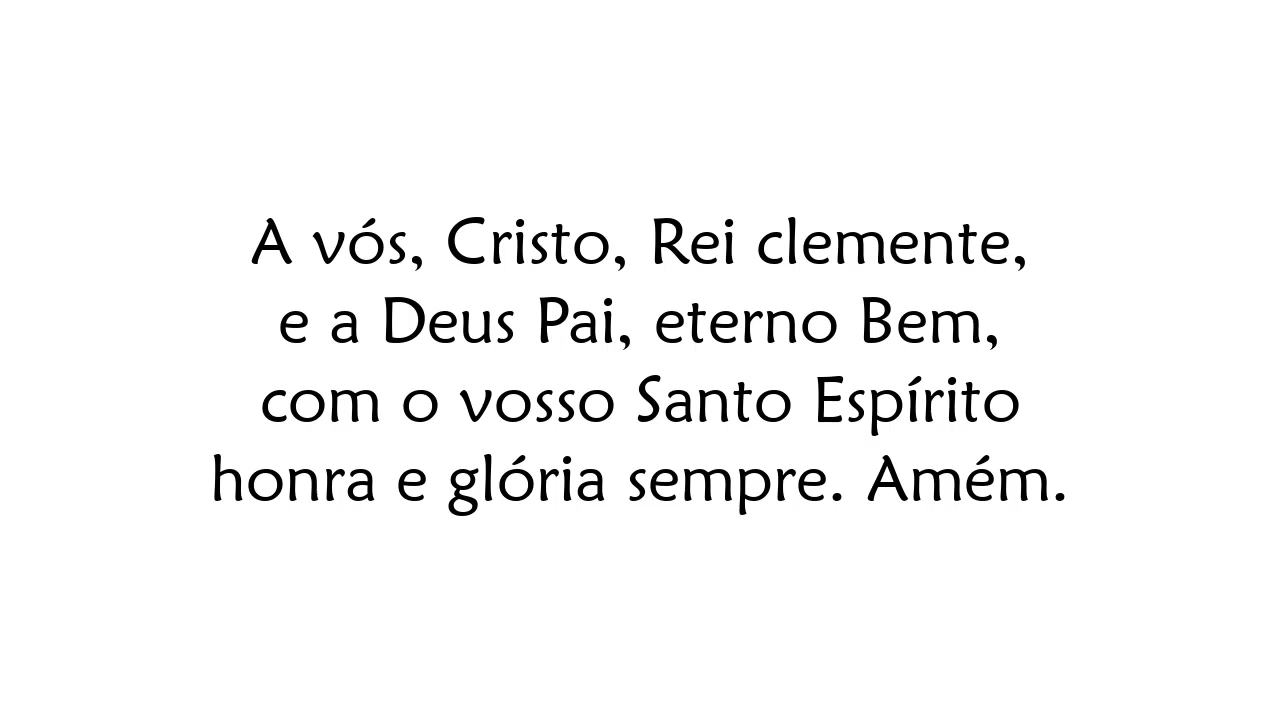 A vós, Cristo, Rei clemente,
e a Deus Pai, eterno Bem,
com o vosso Santo Espírito
honra e glória sempre. Amém.